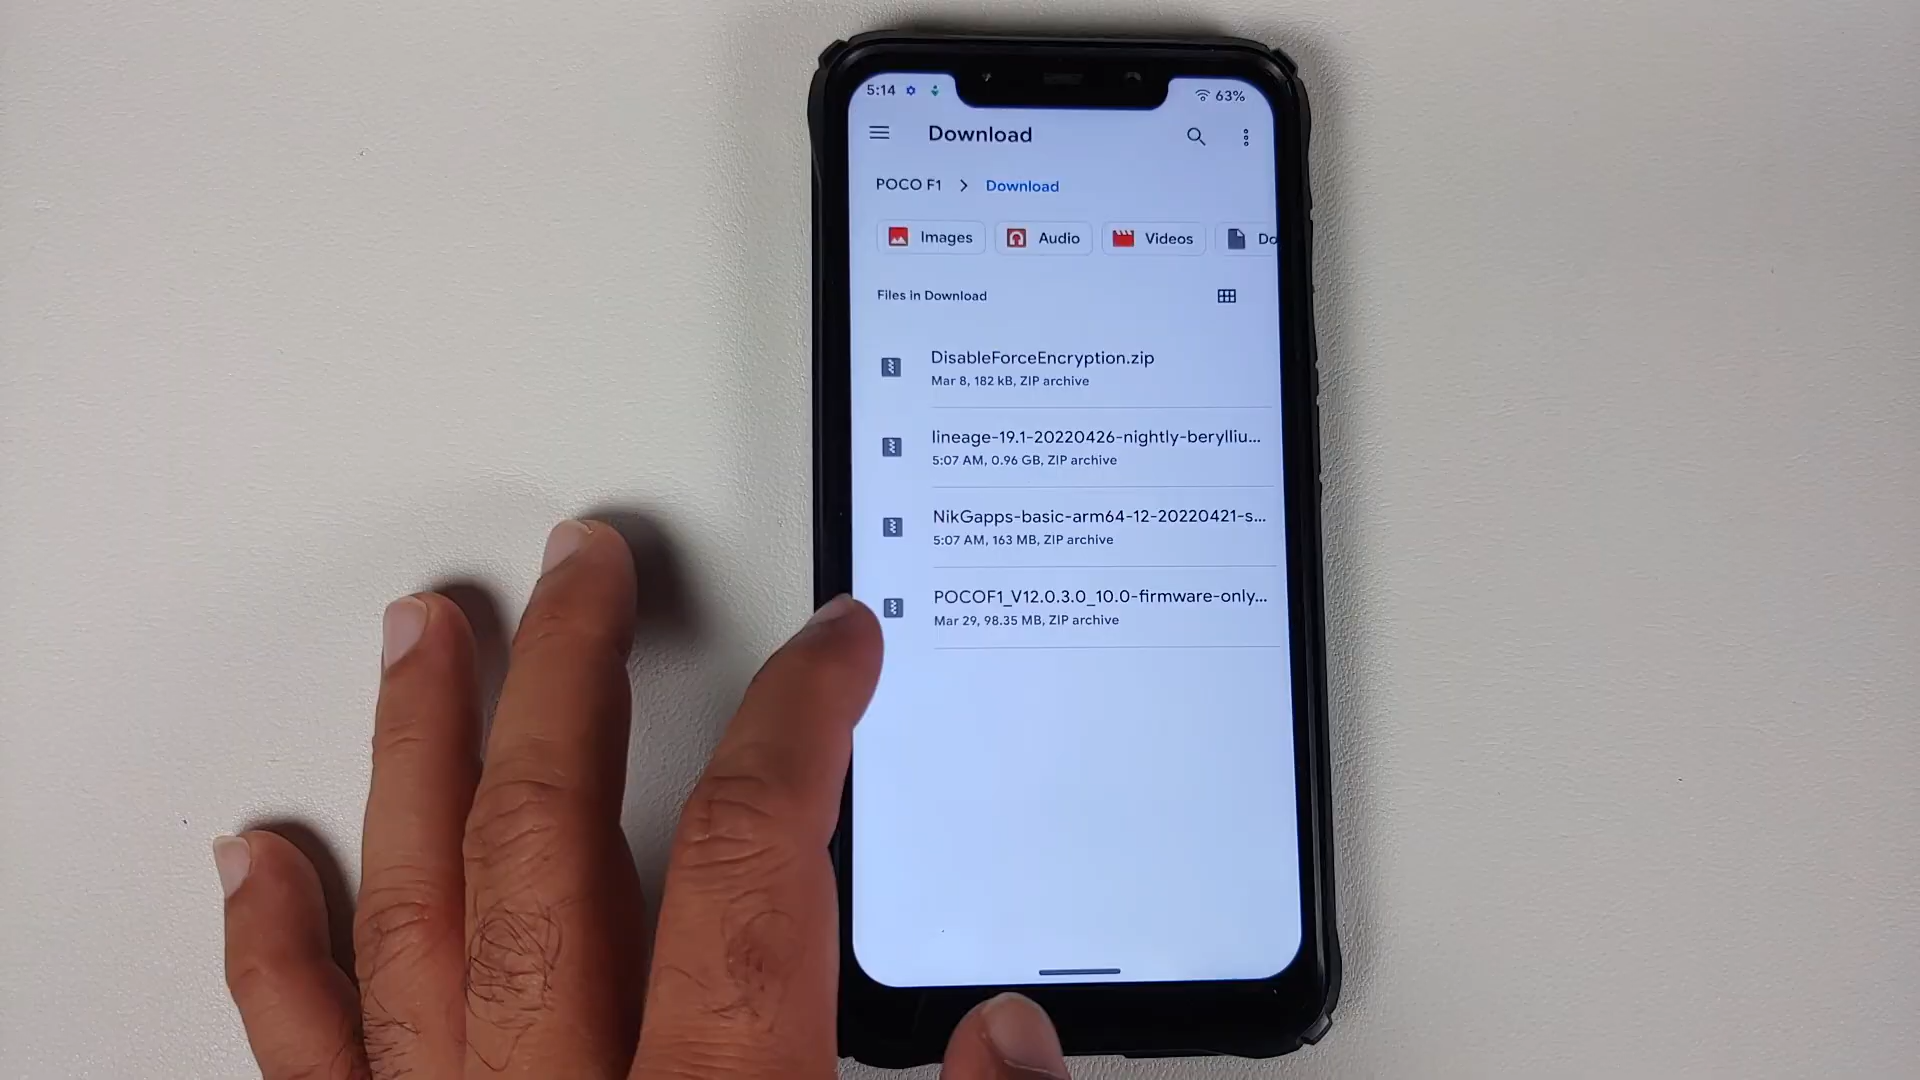 5:14 63%
Download
POCO F1 > Download
Images Audio Videos Do
Files in Download
DisableForceEncryption.zip
Mar 8, 182 kB, ZIP archive
lineage-19.1-20220426-nightly-berylliu...
5:07 AM, 0.96 GB, ZIP archive
NikGapps-basic-arm64-12-20220421-s...
5:07 AM, 163 MB, ZIP archive
POCOF1_V12.0.3.0_10.0-firmware-only...
Mar 29, 98.35 MB, ZIP archive